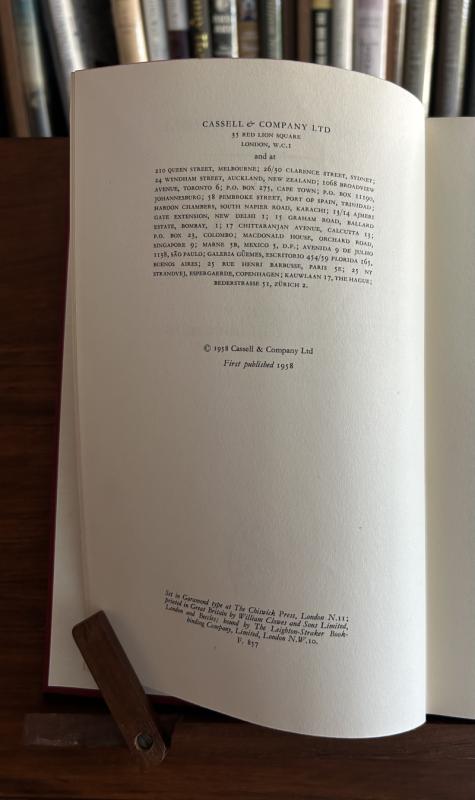 CASSELL & COMPANY LTD
35 RED LION SQUARE
LONDON, W.C.1
and at
210 QUEEN STREET, MELBOURNE; 26/30 CLARENCE STREET, SYDNEY;
24 WYNDHAM STREET, AUCKLAND, NEW ZEALAND; 1068 BROADVIEW
AVENUE, TORONTO 6; P.O. BOX 275, CAPE TOWN; P.O. BOX 11190,
JOHANNESBURG; 58 PEMBROKE STREET, PORT OF SPAIN, TRINIDAD;
HAROON CHAMBERS, SOUTH NAPIER ROAD, KARACHI; 13/14 AJMERI
GATE EXTENSION, NEW DELHI 1; 15 GRAHAM ROAD, BALLARD
ESTATE, BOMBAY, 1; 17 CHITTARANJAN AVENUE, CALCUTTA 13;
P.O. BOX 23, COLOMBO; MACDONALD HOUSE, ORCHARD ROAD,
SINGAPORE 9; MARNE 5B, MEXICO 5, D.F.; AVENIDA 9 DE JULHO
1138, SÃO PAULO; GALERIA GÜEMES, ESCRITORIO 454/59 FLORIDA 165,
BUENOS AIRES; 25 RUE HENRI BARBUSSE, PARIS 5E; 25 NY
STRANDVEJ, ESPERGAERDE, COPENHAGEN; KAUWLAAN 17, THE HAGUE;
BEDERSTRASSE 51, ZÜRICH 2.
© 1958 Cassell & Company Ltd
First published 1958
Set in Garamond type at The Chiswick Press, London N.11;
printed in Great Britain by William Clowes and Sons Limited,
London and Beccles; bound by The Leighton-Straker Book-
binding Company, Limited, London N.W.10.
F. 857